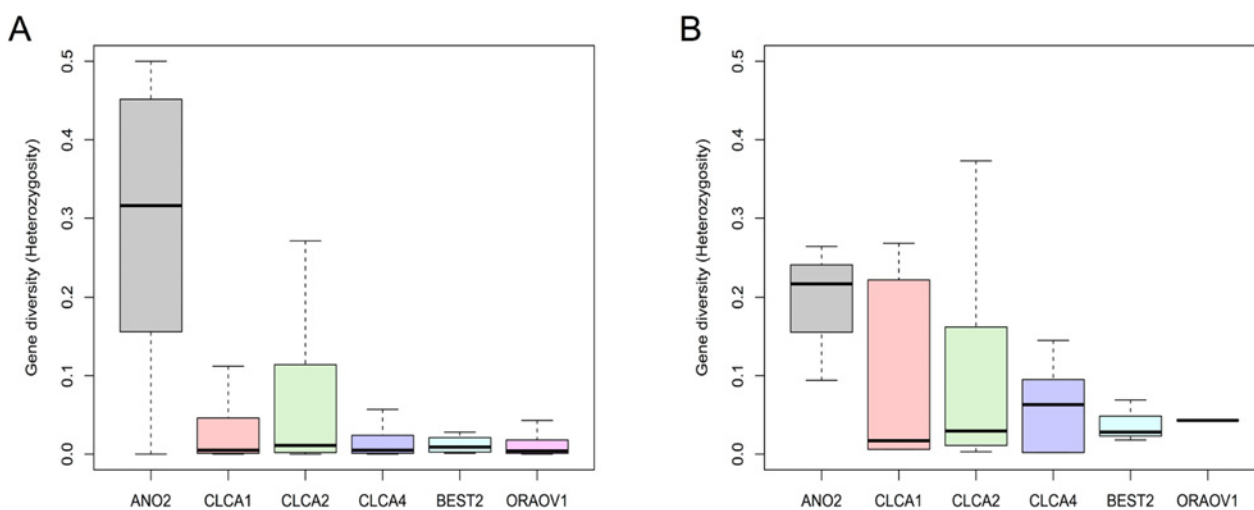 A
Gene diversity (Heterozygosity)
0.5
0.4
0.3
0.2
0.1
0.0
ANO2 CLCA1 CLCA2 CLCA4 BEST2 ORAOV1
B
Gene diversity (Heterozygosity)
0.5
0.4
0.3
0.2
0.1
0.0
ANO2 CLCA1 CLCA2 CLCA4 BEST2 ORAOV1